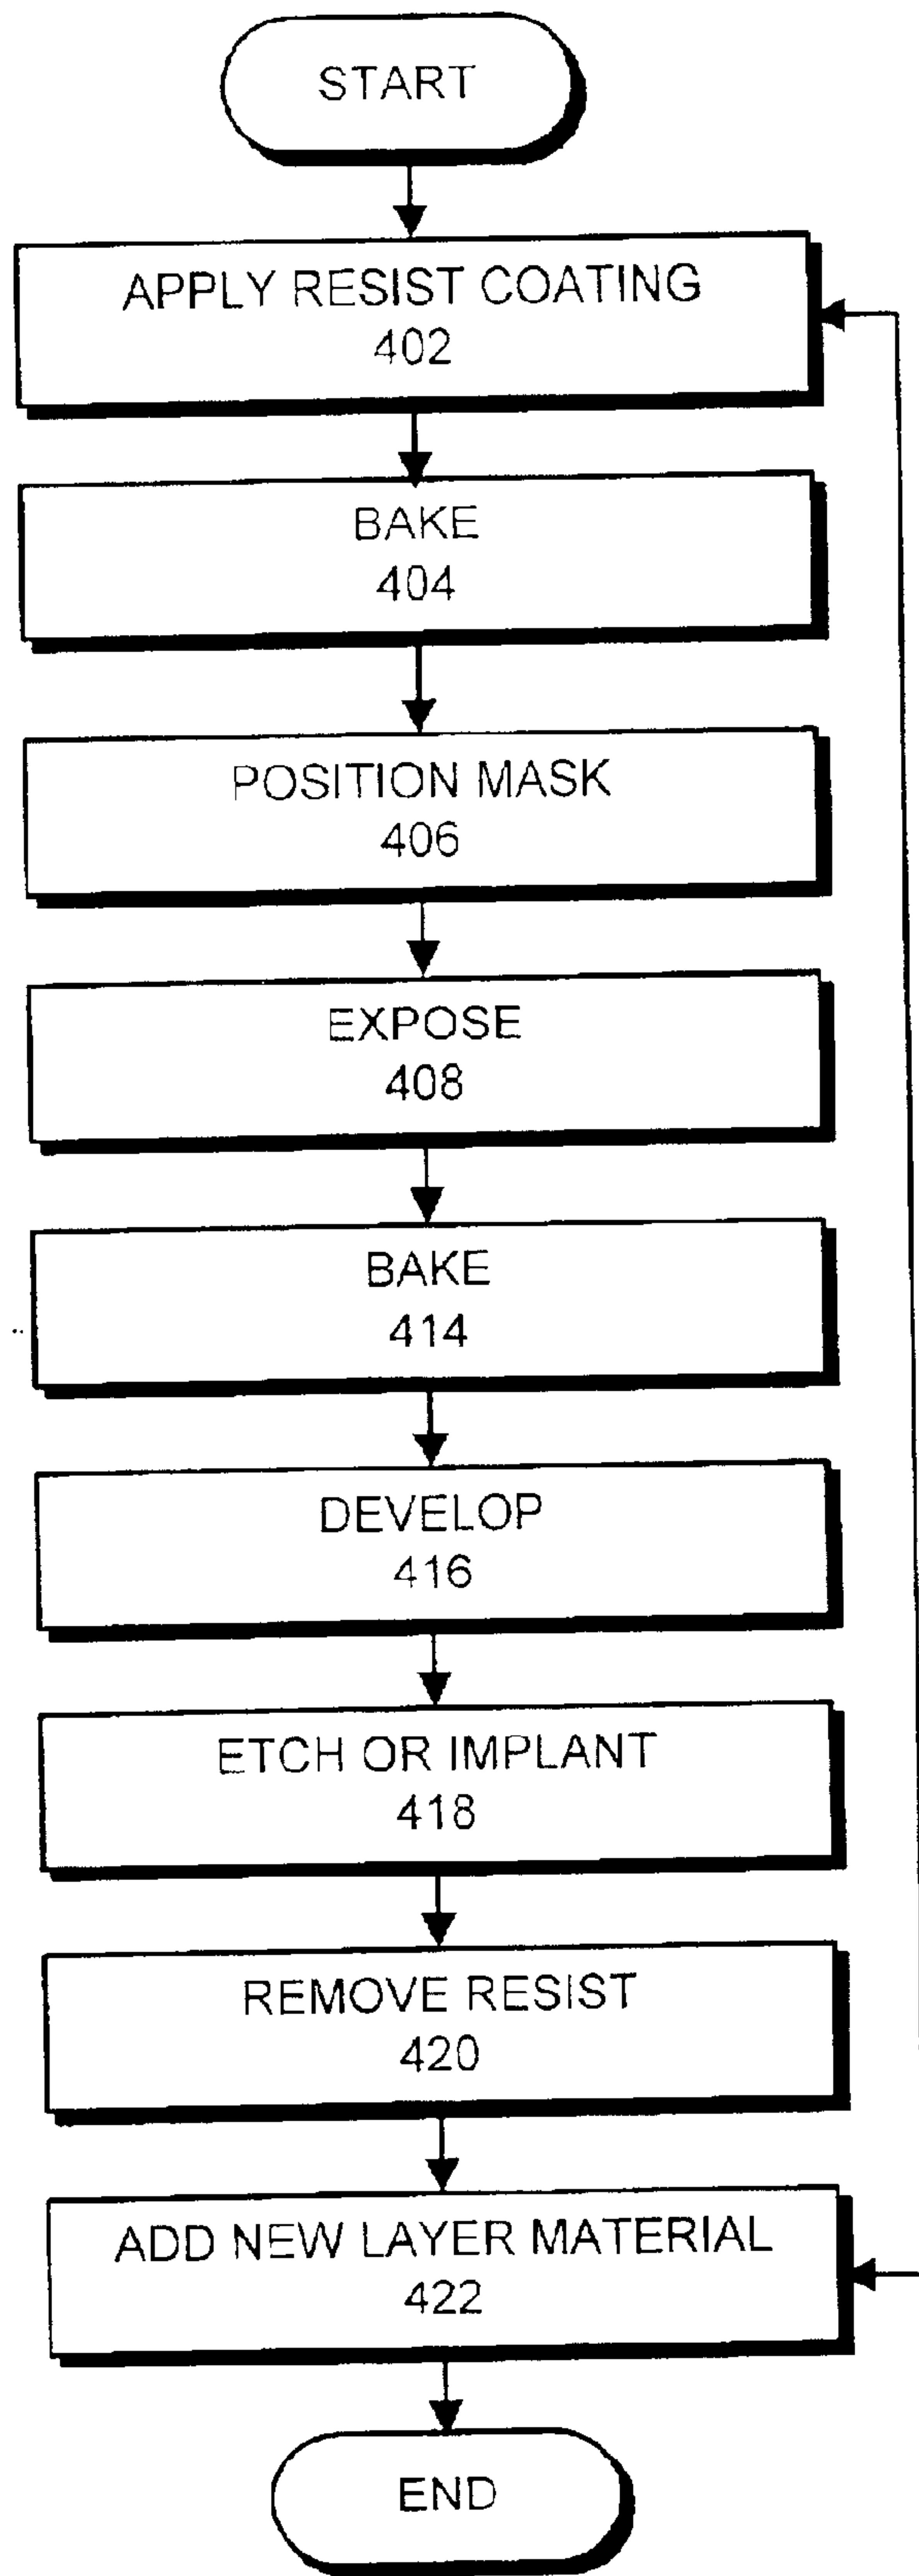 START
APPLY RESIST COATING
402
BAKE
404
POSITION MASK
406
EXPOSE
408
BAKE
414
DEVELOP
416
ETCH OR IMPLANT
418
REMOVE RESIST
420
ADD NEW LAYER MATERIAL
422
END